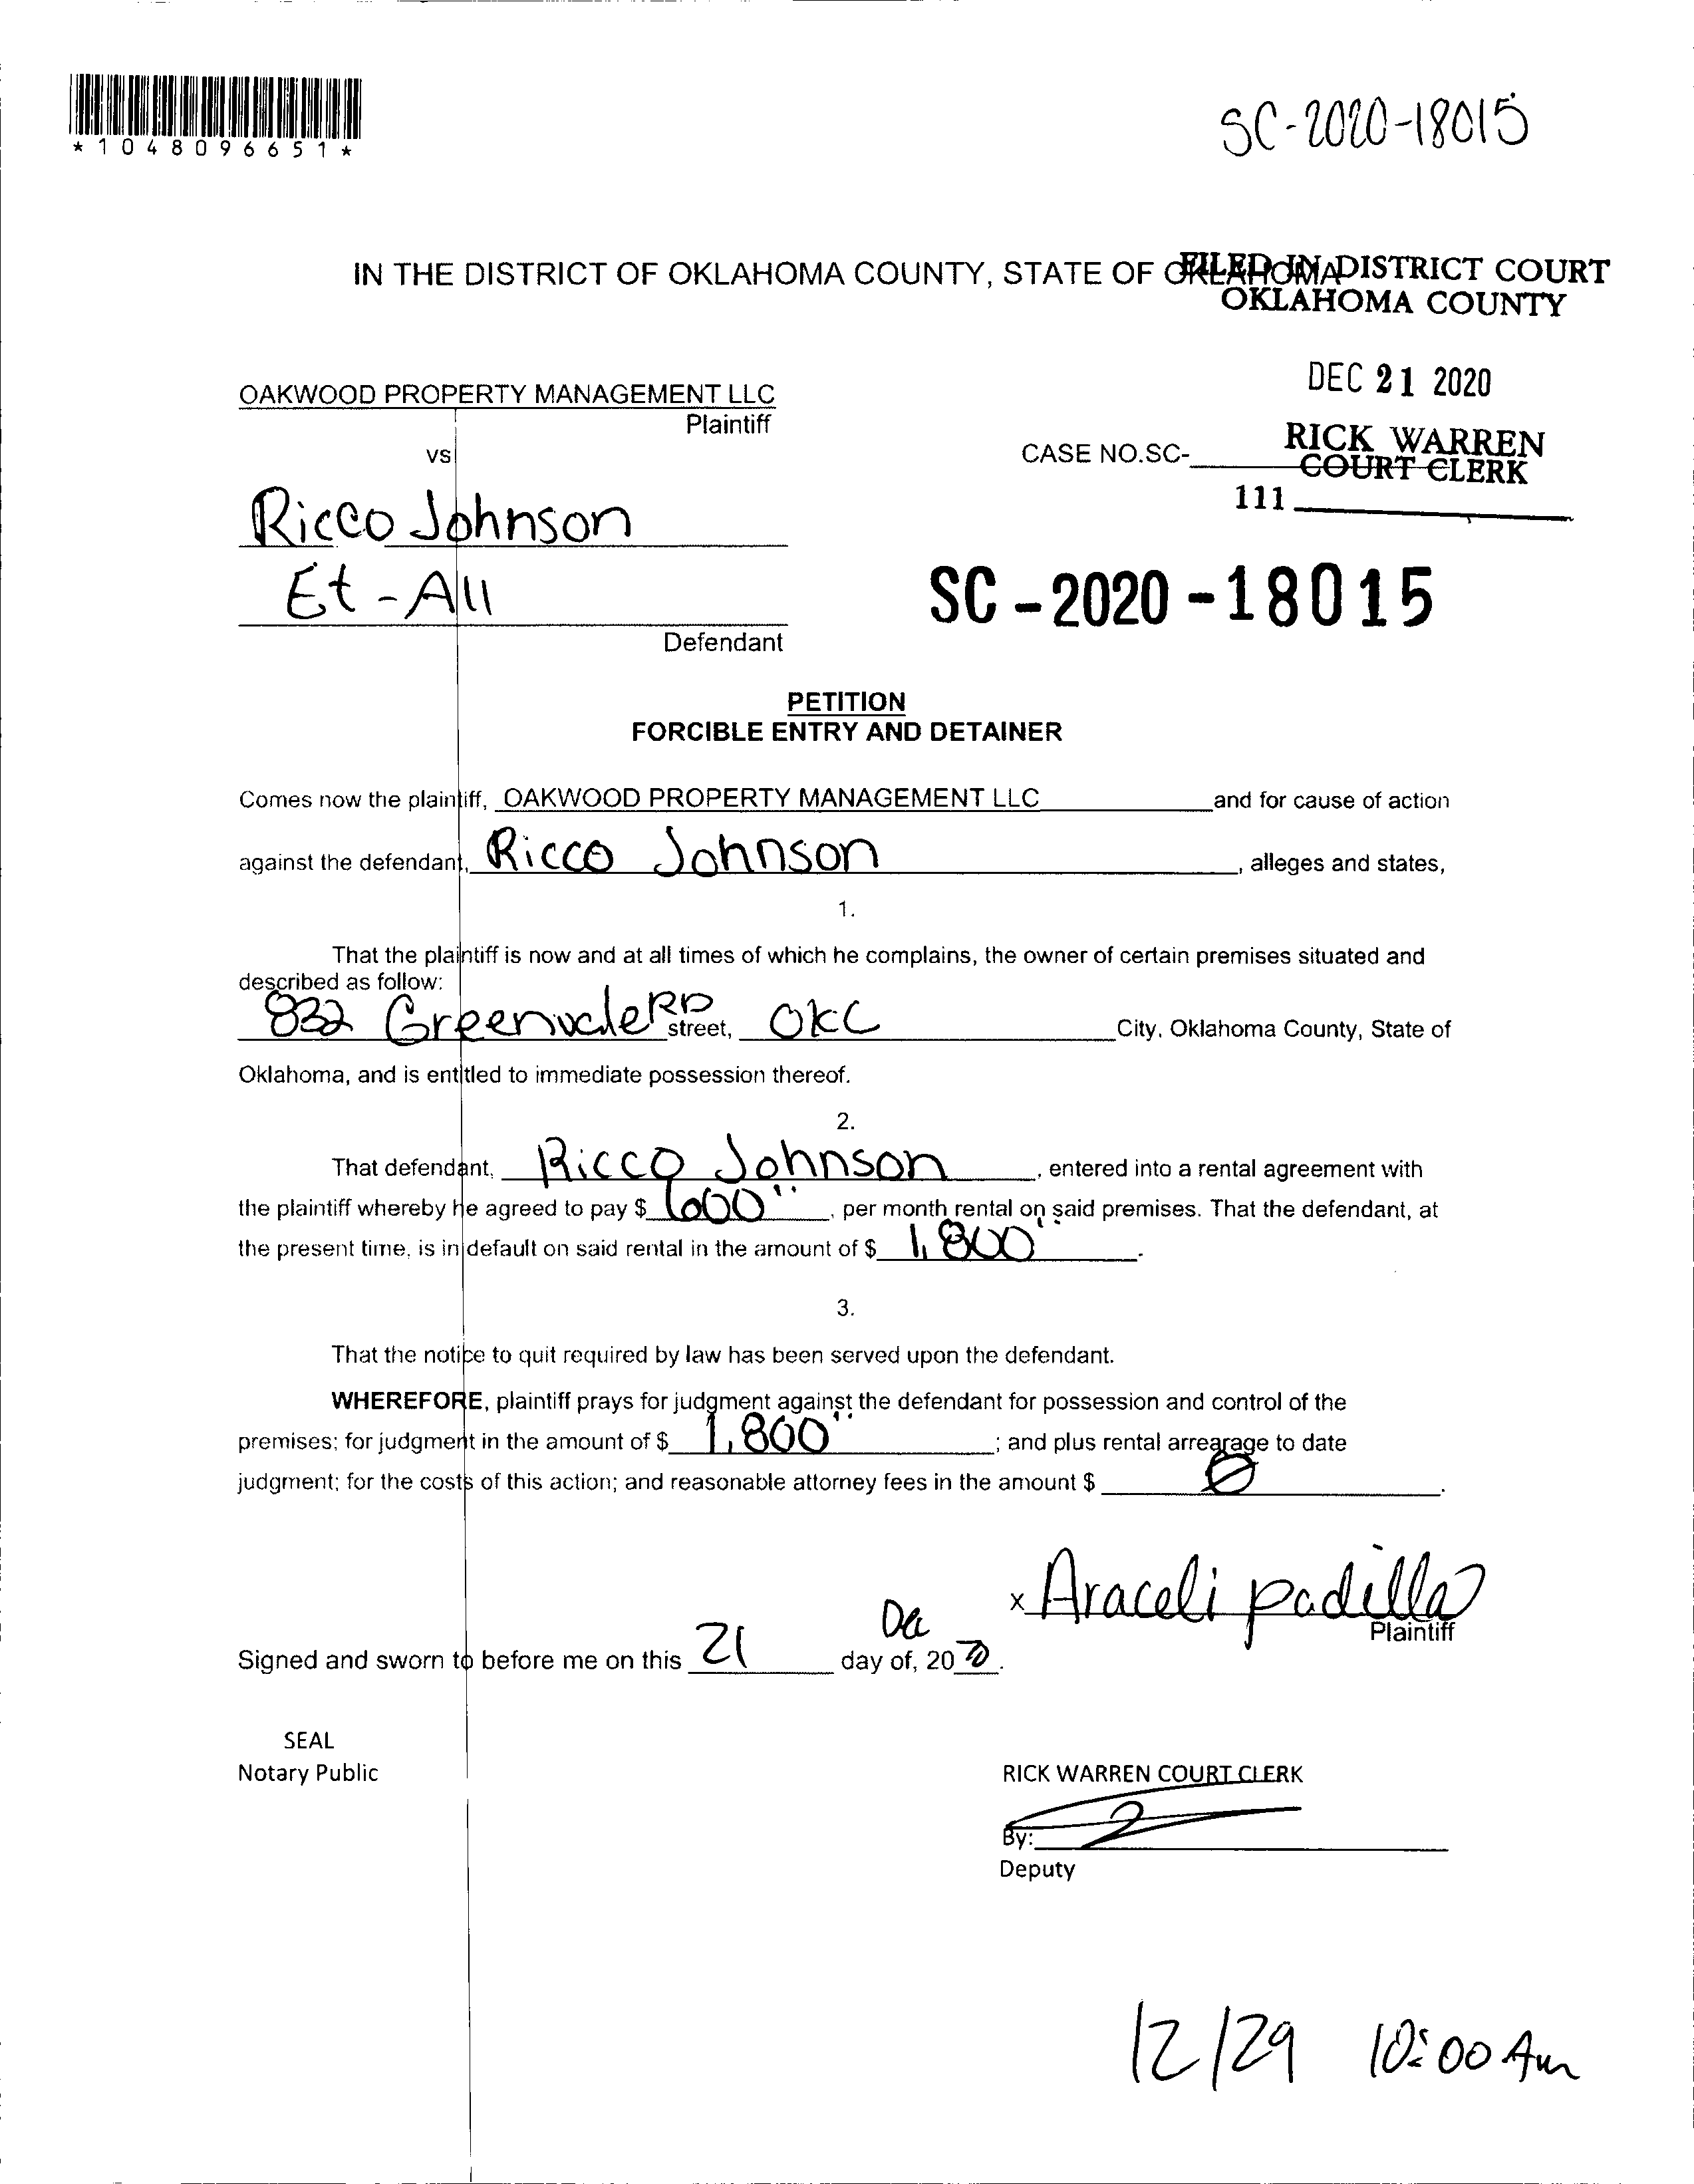 *1048096651*
SC-2020-18015
IN THE DISTRICT OF OKLAHOMA COUNTY, STATE OF OKLAHOMA
FILED IN DISTRICT COURT
OKLAHOMA COUNTY
DEC 21 2020
OAKWOOD PROPERTY MANAGEMENT LLC
Plaintiff
vs
CASE NO.SC-
RICK WARREN
COURT CLERK
111
Ricco Johnson
Et-All
SC-2020-18015
Defendant
PETITION
FORCIBLE ENTRY AND DETAINER
Comes now the plaintiff, OAKWOOD PROPERTY MANAGEMENT LLC and for cause of action
against the defendant, Ricco Johnson, alleges and states,
1.
That the plaintiff is now and at all times of which he complains, the owner of certain premises situated and
described as follow:
832 Greenvale RD street, OKC City, Oklahoma County, State of
Oklahoma, and is entitled to immediate possession thereof.
2.
That defendant, Ricco Johnson, entered into a rental agreement with
the plaintiff whereby he agreed to pay $ 600", per month rental on said premises. That the defendant, at
the present time, is in default on said rental in the amount of $ 1,800".
3.
That the notice to quit required by law has been served upon the defendant.
WHEREFORE, plaintiff prays for judgment against the defendant for possession and control of the
premises; for judgment in the amount of $ 1,800"; and plus rental arrearage to date
judgment; for the costs of this action; and reasonable attorney fees in the amount $ 0.
x Araceli padilla
Plaintiff
Signed and sworn to before me on this 21 day of, Dec 2020.
SEAL
Notary Public
RICK WARREN COURT CLERK
By:
Deputy
12/29 10:00 Am